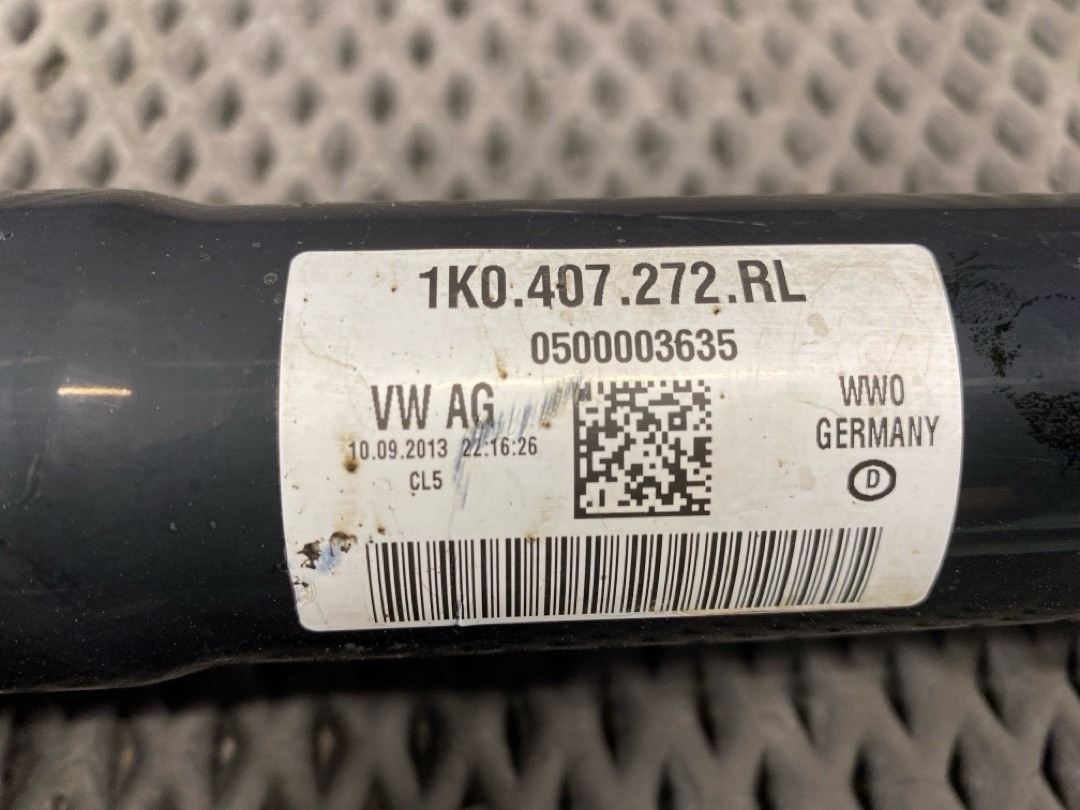 1K0.407.272.RL
0500003635
VW AG
10.09.2013 22:16:26
CL5
WWO
GERMANY
D